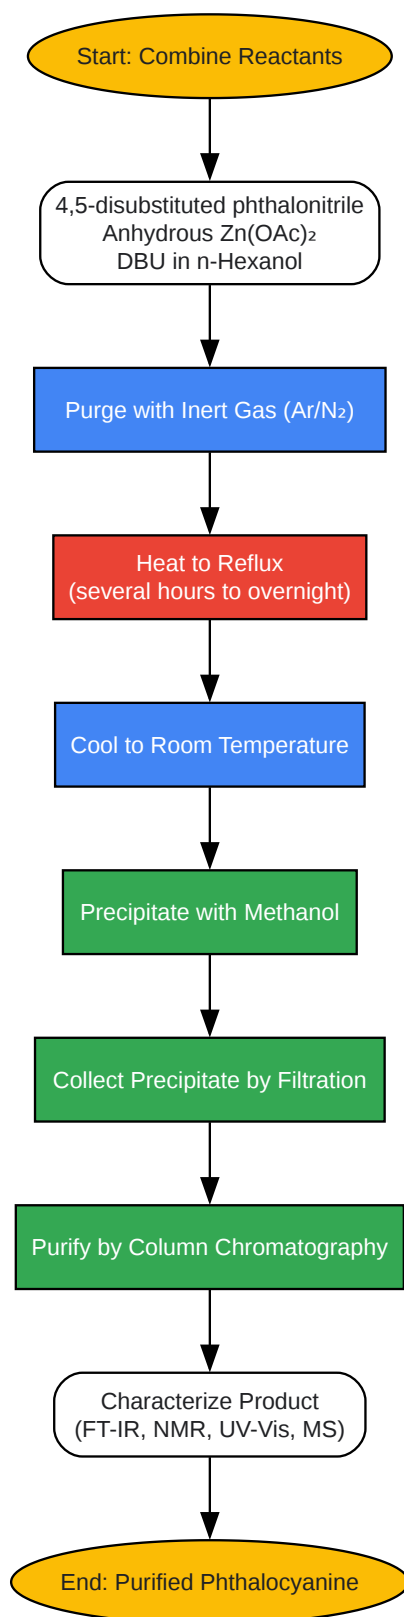 Start: Combine Reactants
4,5-disubstituted phthalonitrile
Anhydrous Zn(OAc)₂
DBU in n-Hexanol
Purge with Inert Gas (Ar/N₂)
Heat to Reflux
(several hours to overnight)
Cool to Room Temperature
Precipitate with Methanol
Collect Precipitate by Filtration
Purify by Column Chromatography
Characterize Product
(FT-IR, NMR, UV-Vis, MS)
End: Purified Phthalocyanine